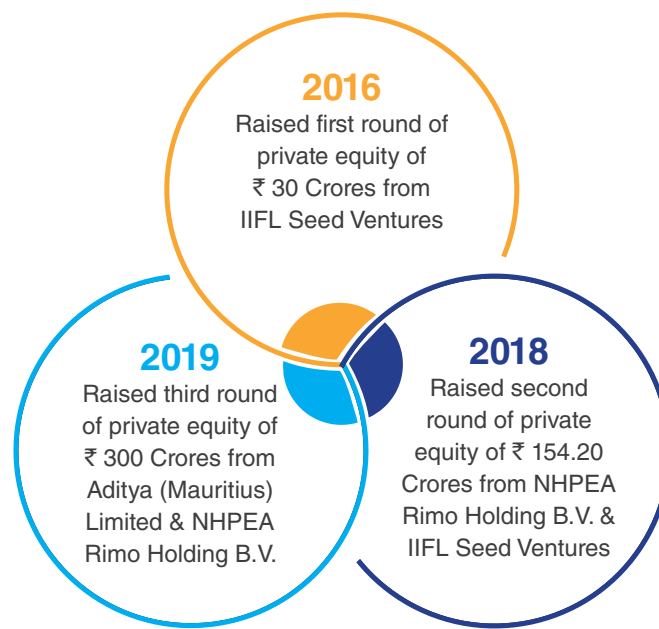 2016
Raised first round of
private equity of
₹ 30 Crores from
IIFL Seed Ventures
2019
Raised third round
of private equity of
₹ 300 Crores from
Aditya (Mauritius)
Limited & NHPEA
Rimo Holding B.V.
2018
Raised second
round of private
equity of ₹ 154.20
Crores from NHPEA
Rimo Holding B.V. &
IIFL Seed Ventures